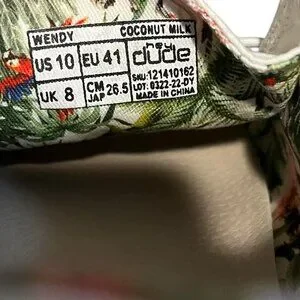 WENDY COCONUT MILK
US 10 EU 41 hey dude
UK 8 CM JAP 26.5 SKU:121410162
LOT: 0322-22-DY
MADE IN CHINA